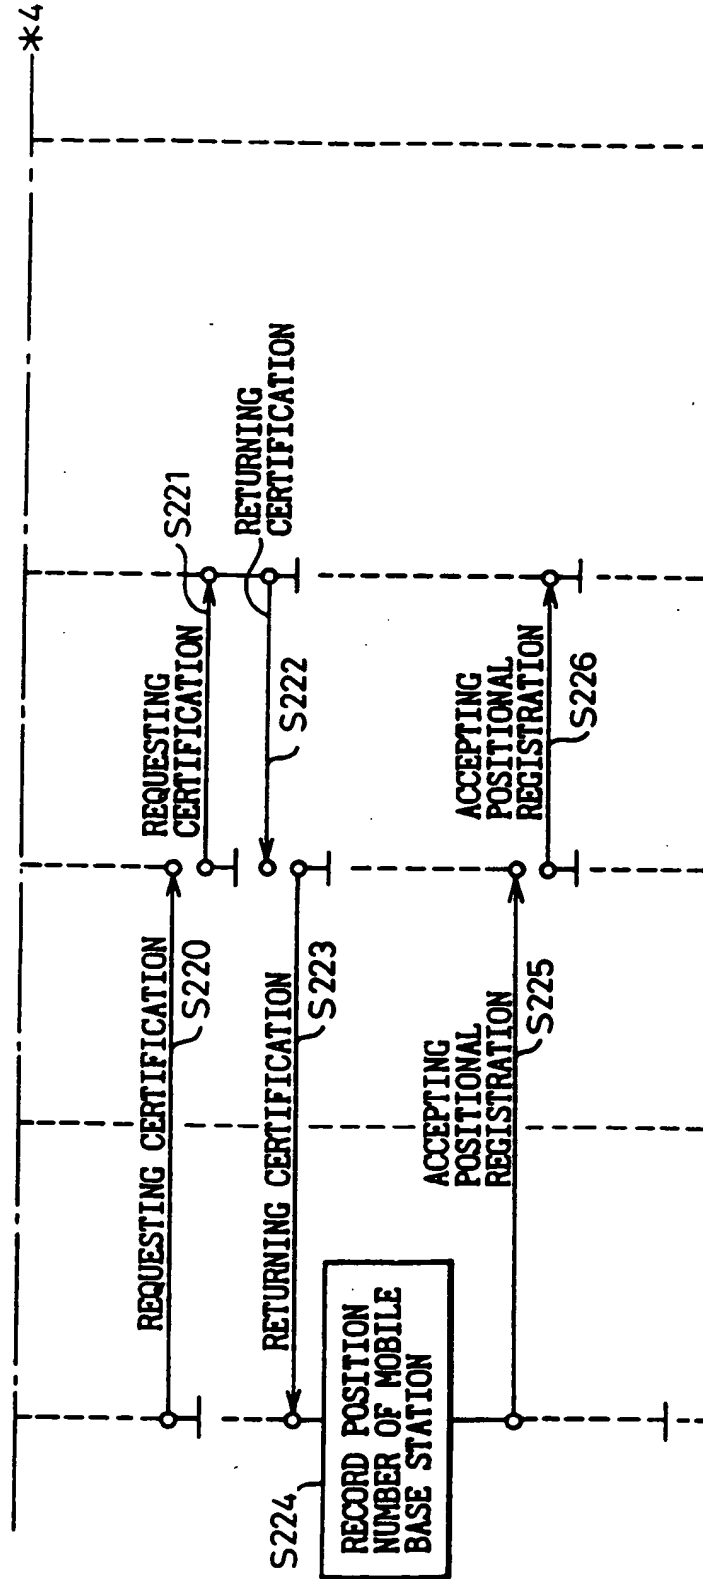 *4
REQUESTING CERTIFICATION
S220
REQUESTING
CERTIFICATION
S221
S222
RETURNING
CERTIFICATION
RETURNING CERTIFICATION
S223
S224
RECORD POSITION
NUMBER OF MOBILE
BASE STATION
ACCEPTING
POSITIONAL
REGISTRATION
S225
ACCEPTING
POSITIONAL
REGISTRATION
S226